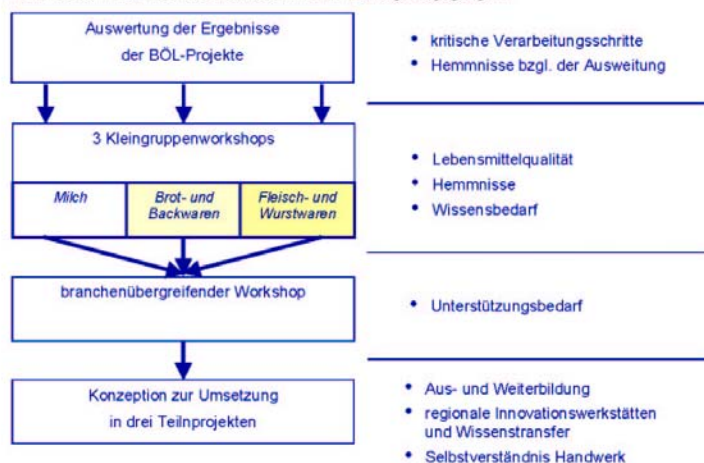 Auswertung der Ergebnisse
der BÖL-Projekte
• kritische Verarbeitungsschritte
• Hemmnisse bzgl. der Ausweitung
3 Kleingruppenworkshops
Milch
Brot- und
Backwaren
Fleisch- und
Wurstwaren
• Lebensmittelqualität
• Hemmnisse
• Wissensbedarf
branchenübergreifender Workshop
• Unterstützungsbedarf
Konzeption zur Umsetzung
in drei Teilnprojekten
• Aus- und Weiterbildung
• regionale Innovationswerkstätten
und Wissenstransfer
• Selbstverständnis Handwerk